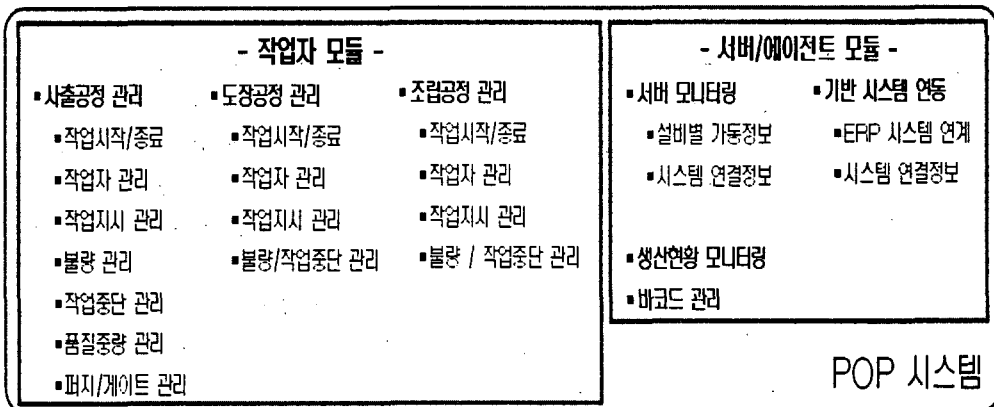 - 작업자 모듈 -
▪사출공정 관리
▪작업시작/종료
▪작업자 관리
▪작업지시 관리
▪불량 관리
▪작업중단 관리
▪품질중량 관리
▪퍼지/게이트 관리
▪도장공정 관리
▪작업시작/종료
▪작업자 관리
▪작업지시 관리
▪불량/작업중단 관리
▪조립공정 관리
▪작업시작/종료
▪작업자 관리
▪작업지시 관리
▪불량 / 작업중단 관리
- 서버/에이전트 모듈 -
▪서버 모니터링
▪설비별 가동정보
▪시스템 연결정보
▪기반 시스템 연동
▪ERP 시스템 연계
▪시스템 연결정보
▪생산현황 모니터링
▪바코드 관리
POP 시스템